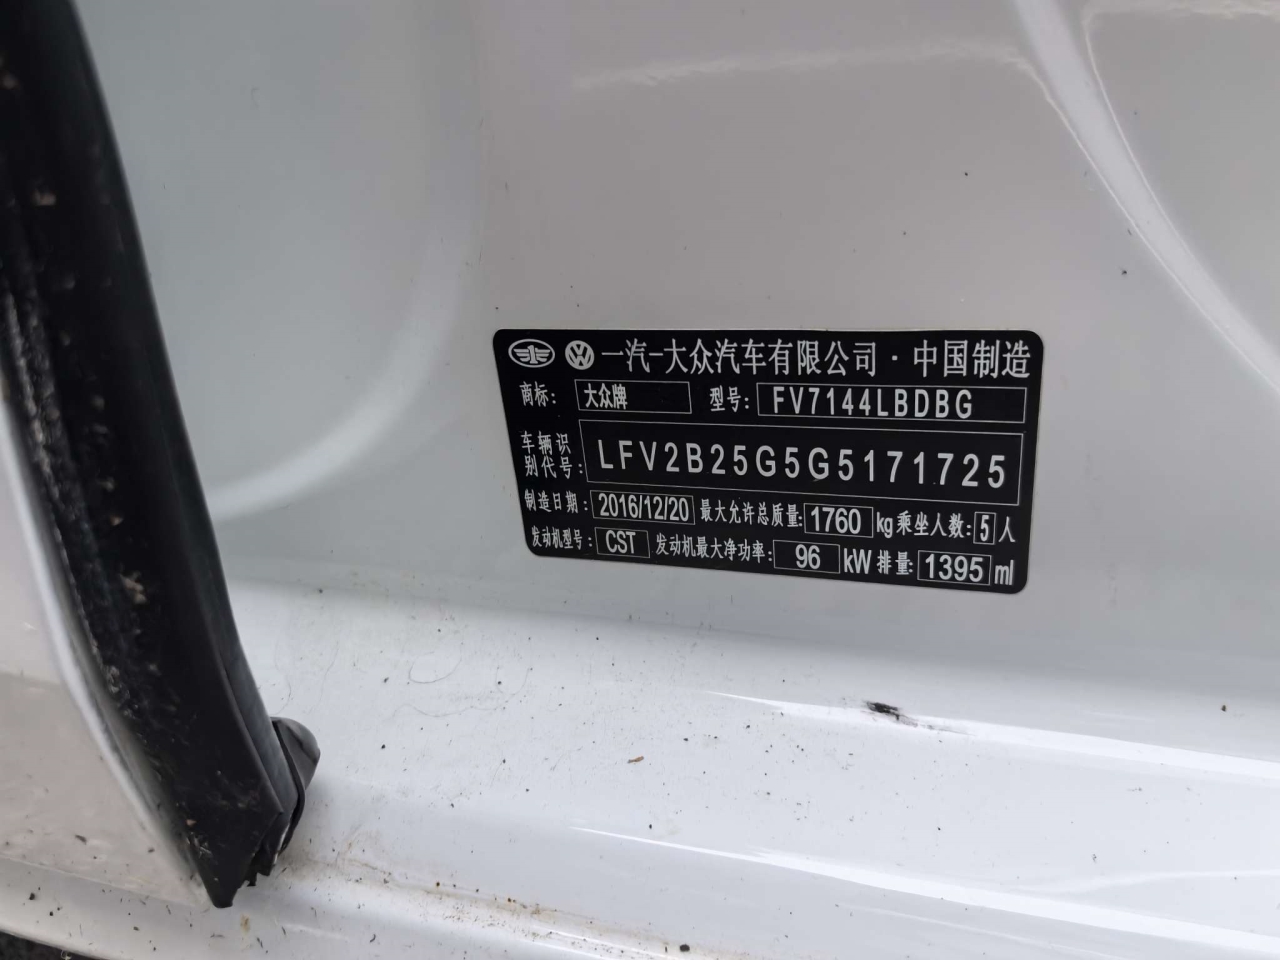 一汽-大众汽车有限公司·中国制造
商标: 大众牌 型号: FV7144LBDBG
车辆识别代号: LFV2B25G5G5171725
制造日期: 2016/12/20 最大允许总质量: 1760 kg 乘坐人数: 5 人
发动机型号: CST 发动机最大净功率: 96 kW 排量: 1395 ml